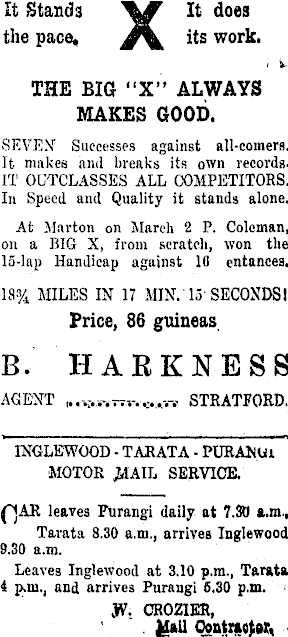 It Stands X It does
the pace. its work.
THE BIG "X" ALWAYS
MAKES GOOD.
SEVEN Successes against all-comers.
It makes and breaks its own records.
IT OUTCLASSES ALL COMPETITORS.
In Speed and Quality it stands alone.
At Marton on March 2 P. Coleman,
on a BIG X, from scratch, won the
15-lap Handicap against 16 entances.
18¾ MILES IN 17 MIN. 15 SECONDS!
Price, 86 guineas
B. HARKNESS
AGENT ................ STRATFORD.
INGLEWOOD - TARATA - PURANGI
MOTOR MAIL SERVICE.
CAR leaves Purangi daily at 7.30 a.m.,
Tarata 8.30 a.m., arrives Inglewood
9.30 a.m.
Leaves Inglewood at 3.10 p.m., Tarata
4 p.m., and arrives Purangi 5.30 p.m.
W. CROZIER,
Mail Contractor.